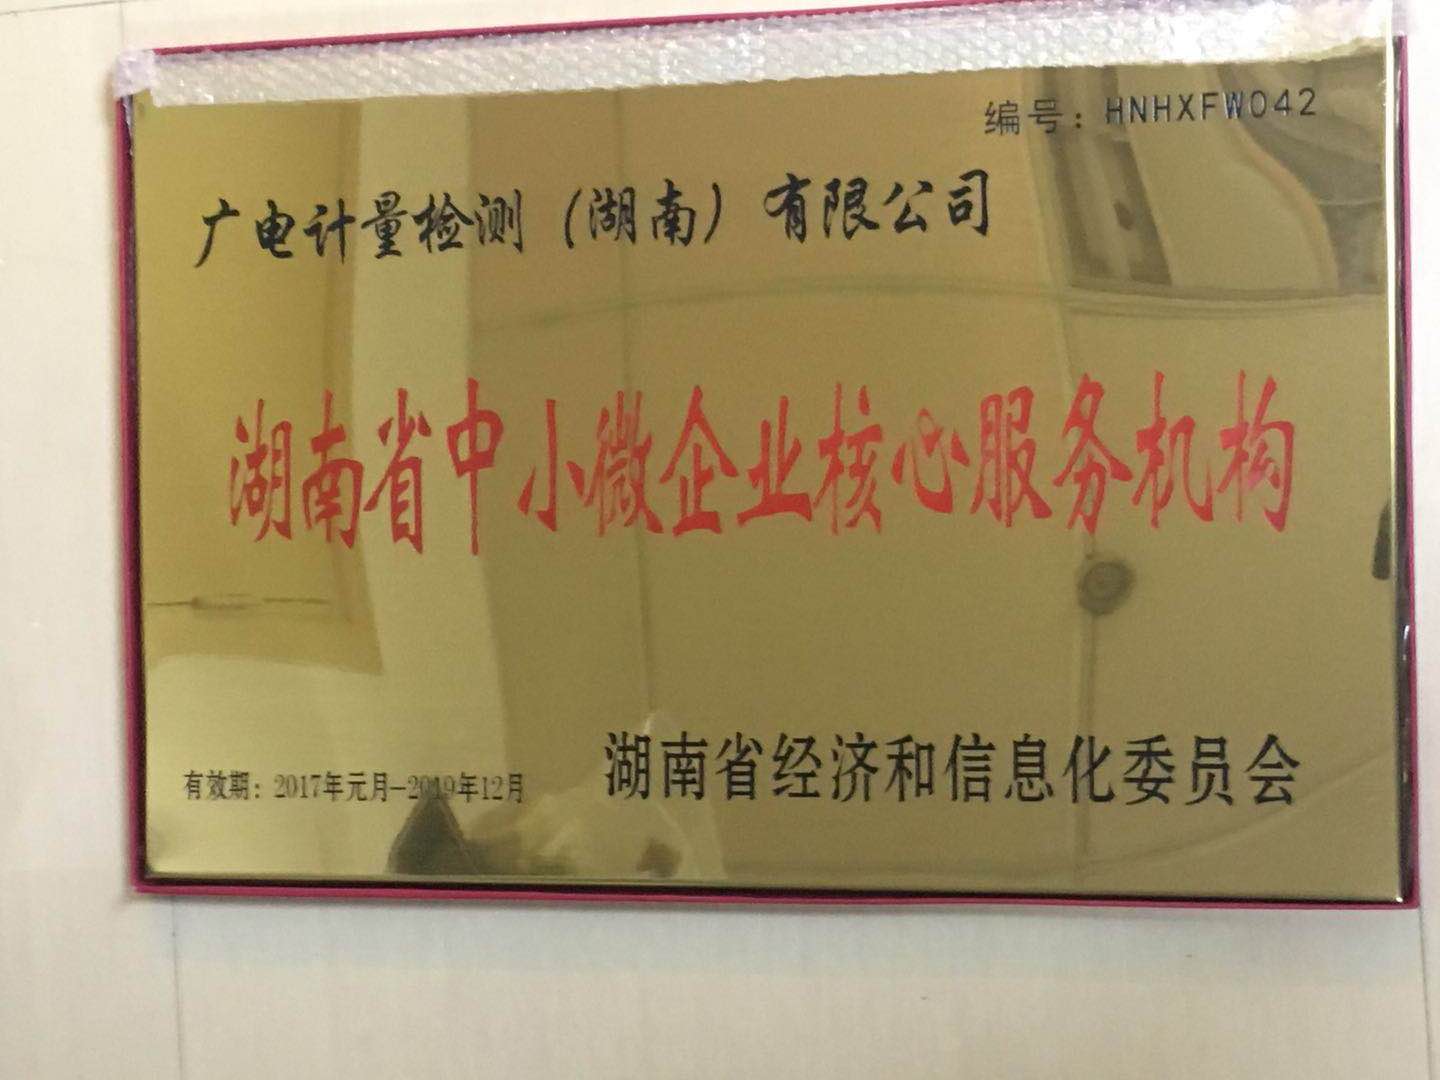 编号：HNHXFW042
广电计量检测（湖南）有限公司
湖南省中小微企业核心服务机构
有效期：2017年元月-2019年12月
湖南省经济和信息化委员会